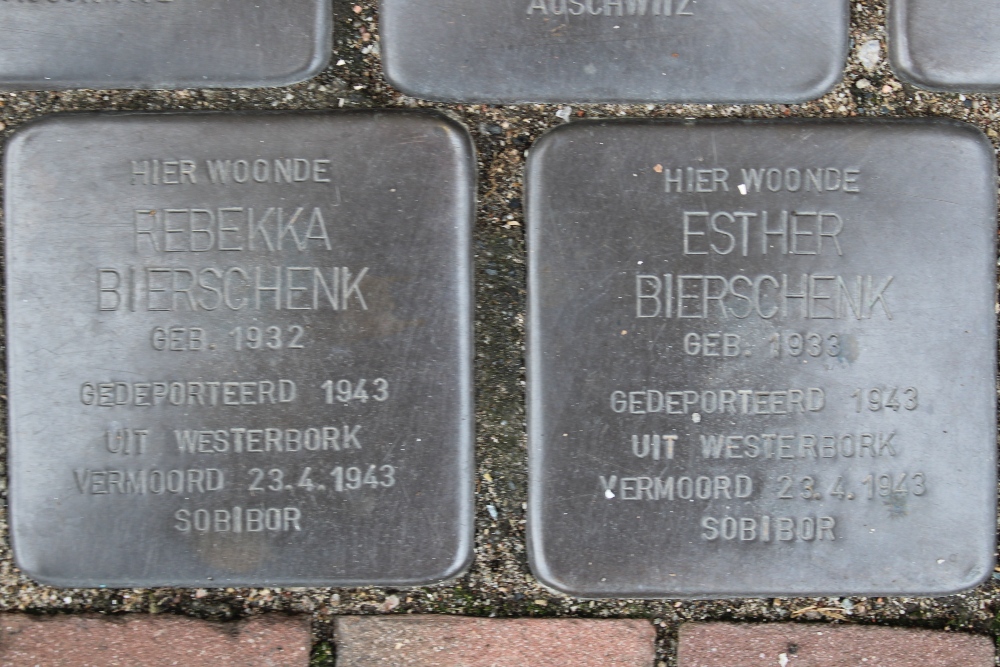 AUSCHWITZ
HIER WOONDE
REBEKKA
BIERSCHENK
GEB. 1932
GEDEPORTEERD 1943
UIT WESTERBORK
VERMOORD 23.4.1943
SOBIBOR
HIER WOONDE
ESTHER
BIERSCHENK
GEB. 1933
GEDEPORTEERD 1943
UIT WESTERBORK
VERMOORD 23.4.1943
SOBIBOR